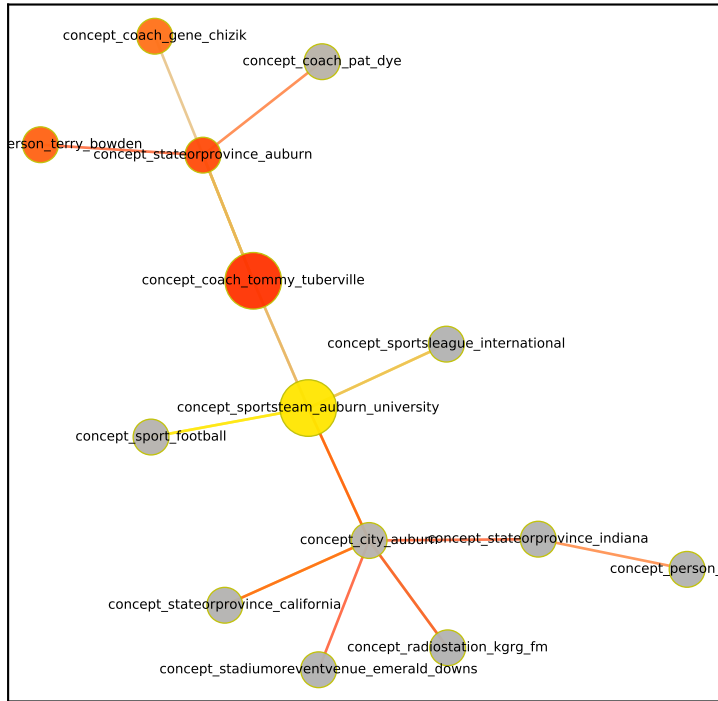 concept_coach_gene_chizik
concept_coach_pat_dye
erson_terry_bowden
concept_stateorprovince_auburn
concept_coach_tommy_tuberville
concept_sportsleague_international
concept_sportsteam_auburn_university
concept_sport_football
concept_city_auburn
concept_stateorprovince_indiana
concept_person_
concept_stateorprovince_california
concept_radiostation_kgrg_fm
concept_stadiumoreventvenue_emerald_downs